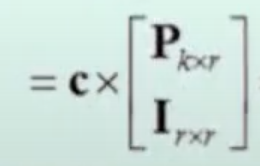 = c × [ P_{k×r}
I_{r×r} ]